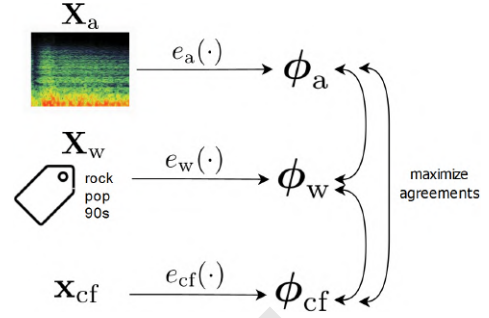 X_a
e_a(·)
ϕ_a
X_w
rock
pop
90s
e_w(·)
ϕ_w
maximize
agreements
x_cf
e_cf(·)
ϕ_cf